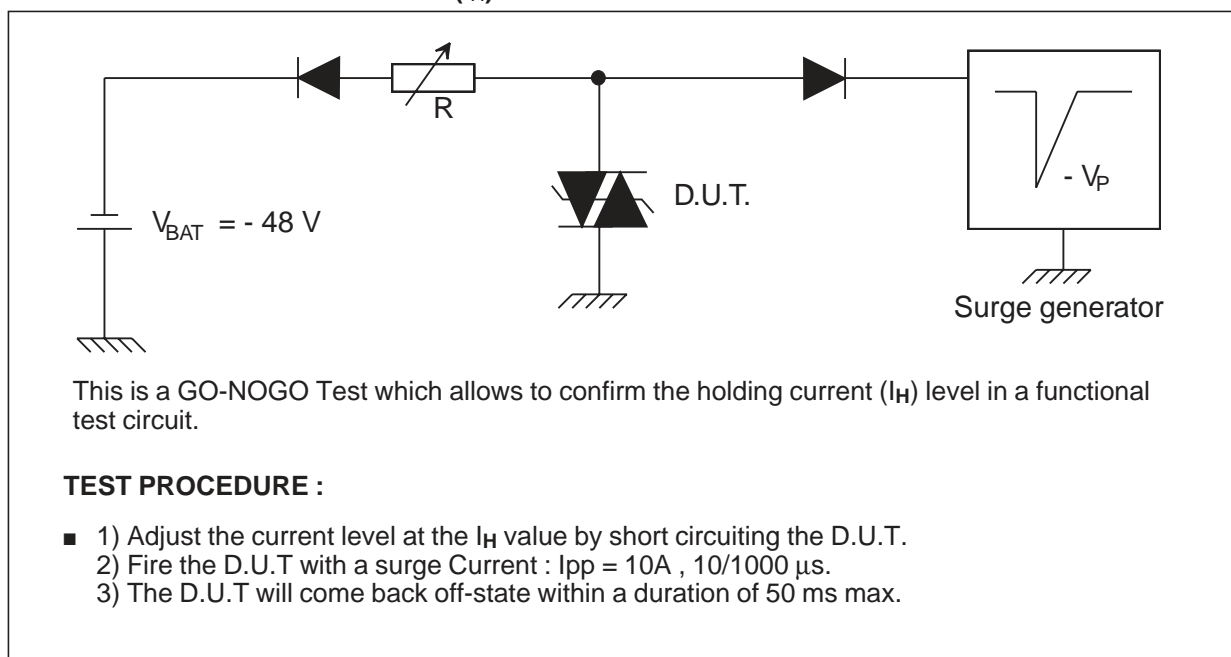 (IH)
R
D.U.T.
- VP
VBAT = - 48 V
Surge generator
This is a GO-NOGO Test which allows to confirm the holding current (IH) level in a functional
test circuit.
TEST PROCEDURE :
■ 1) Adjust the current level at the IH value by short circuiting the D.U.T.
2) Fire the D.U.T with a surge Current : Ipp = 10A , 10/1000 μs.
3) The D.U.T will come back off-state within a duration of 50 ms max.